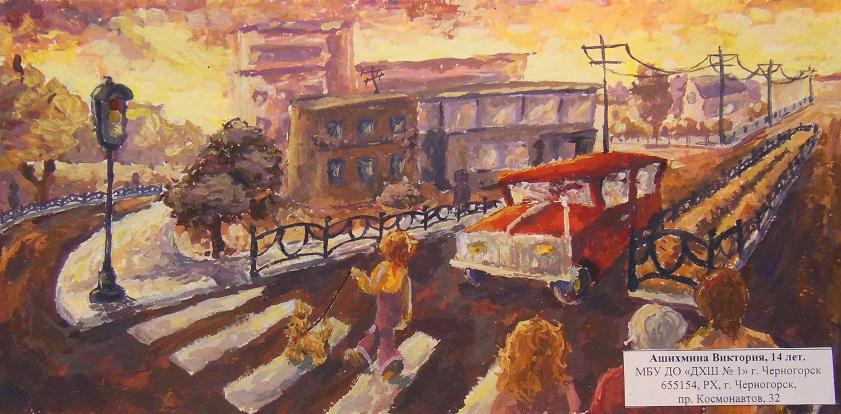 Ашихмина Виктория, 14 лет.
МБУ ДО «ДХШ № 1» г. Черногорск
655154, РХ, г. Черногорск,
пр. Космонавтов, 32